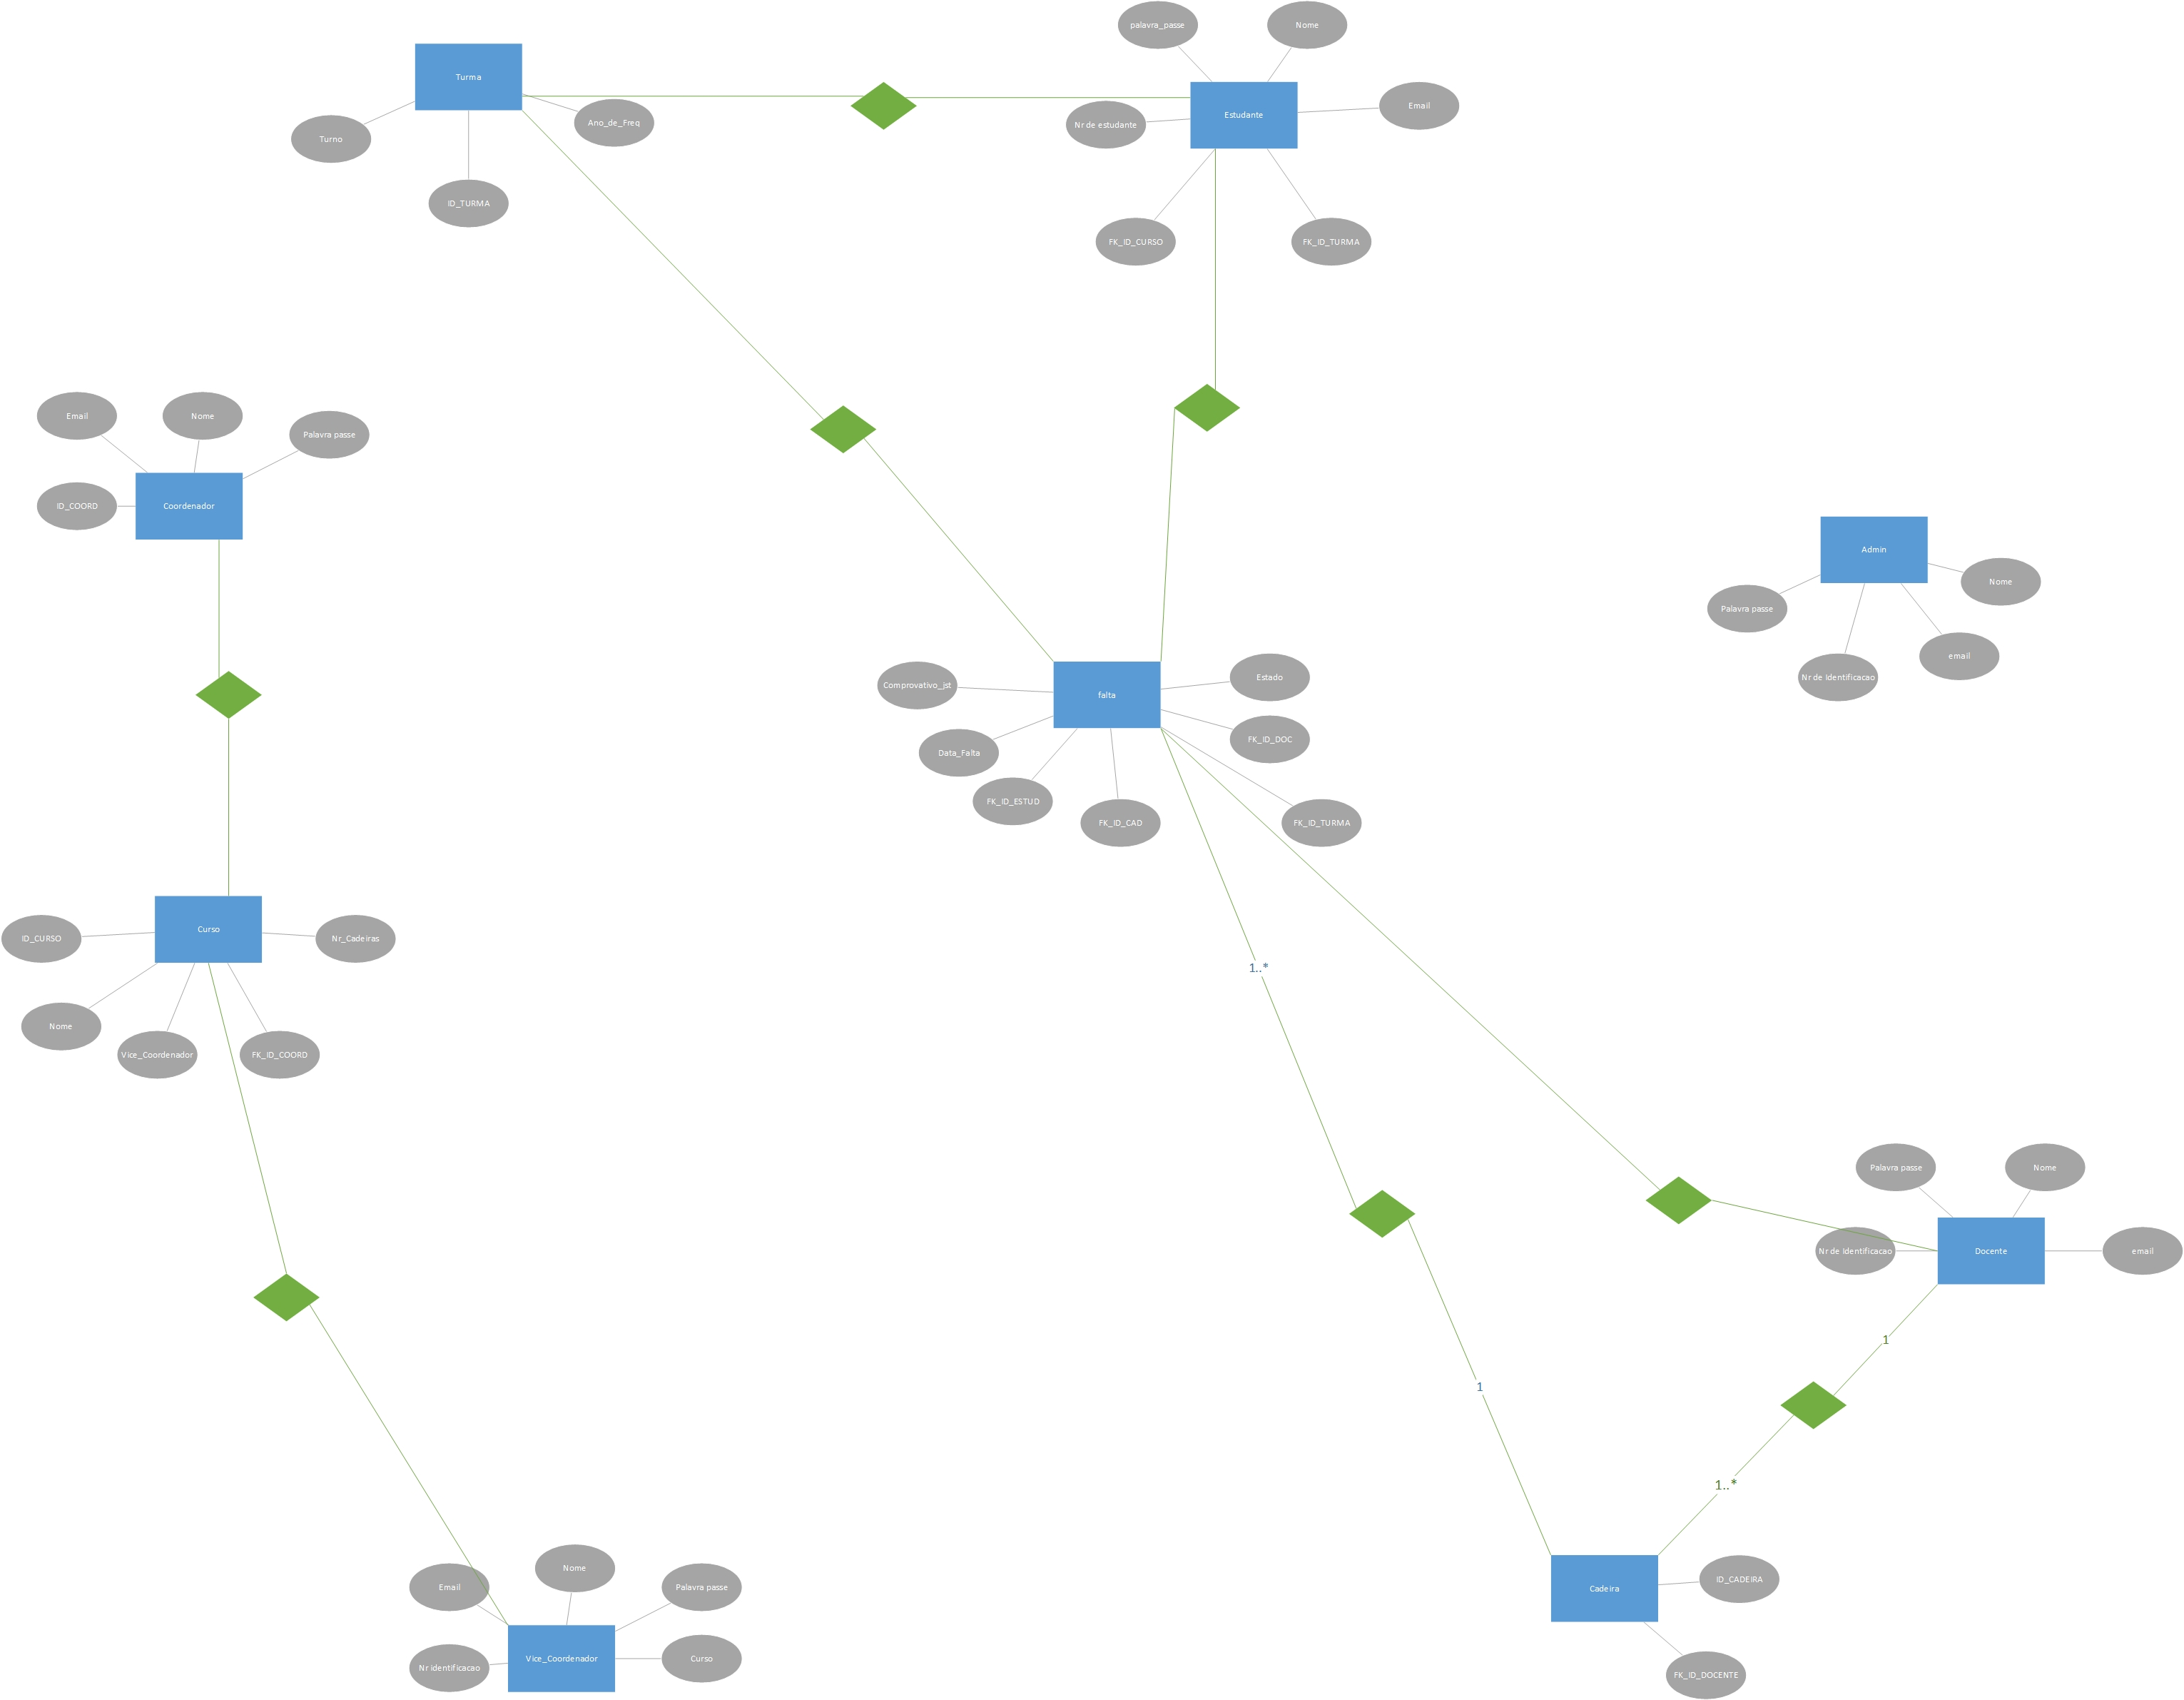 palavra_passe
Nome
Turma
Estudante
Email
Turno
Ano_de_Freq
Nr de estudante
ID_TURMA
FK_ID_CURSO
FK_ID_TURMA
Email
Nome
Palavra passe
ID_COORD
Coordenador
Admin
Nome
Palavra passe
email
Nr de Identificacao
Comprovativo_jst
falta
Estado
Data_Falta
FK_ID_DOC
FK_ID_ESTUD
FK_ID_CAD
FK_ID_TURMA
ID_CURSO
Curso
Nr_Cadeiras
1..*
Nome
Vice_Coordenador
FK_ID_COORD
Palavra passe
Nome
Nr de Identificacao
Docente
email
1
1
1..*
Email
Nome
Palavra passe
ID_CADEIRA
Cadeira
Nr identificacao
Vice_Coordenador
Curso
FK_ID_DOCENTE